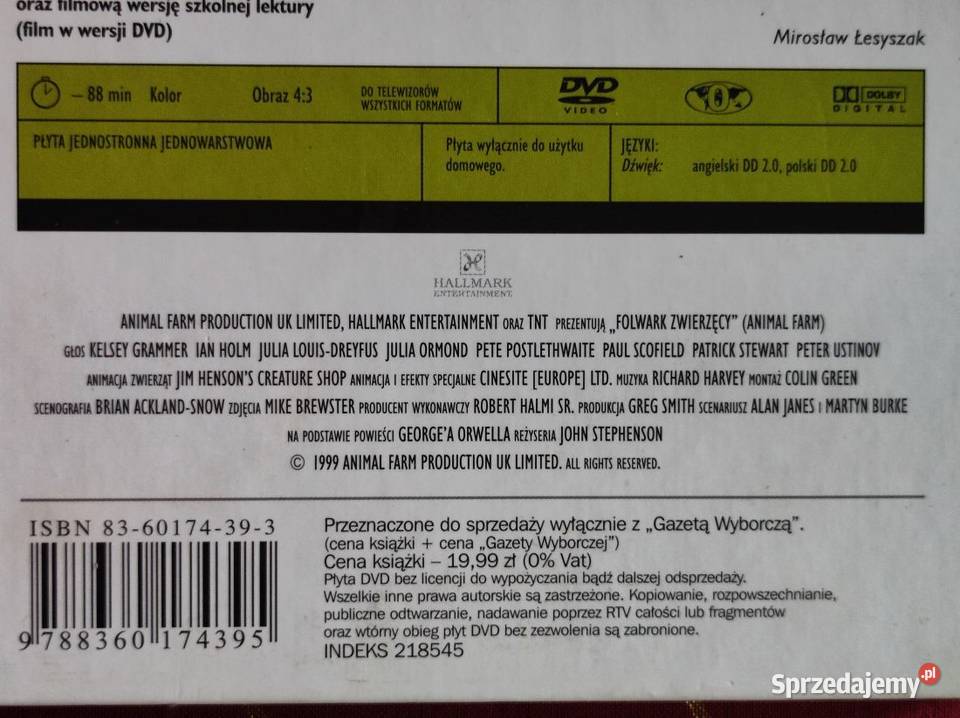 oraz filmową wersję szkolnej lektury
(film w wersji DVD)
Mirosław Łesyszak
– 88 min Kolor Obraz 4:3 DO TELEWIZORÓW
WSZYSTKICH FORMATÓW
DVD
VIDEO
0
DOLBY
DIGITAL
PŁYTA JEDNOSTRONNA JEDNOWARSTWOWA
Płyta wyłącznie do użytku
domowego.
JĘZYKI:
Dźwięk: angielski DD 2.0, polski DD 2.0
HALLMARK
ENTERTAINMENT
ANIMAL FARM PRODUCTION UK LIMITED, HALLMARK ENTERTAINMENT ORAZ TNT PREZENTUJĄ „FOLWARK ZWIERZĘCY” (ANIMAL FARM)
GŁOS KELSEY GRAMMER IAN HOLM JULIA LOUIS-DREYFUS JULIA ORMOND PETE POSTLETHWAITE PAUL SCOFIELD PATRICK STEWART PETER USTINOV
ANIMACJA ZWIERZĄT JIM HENSON'S CREATURE SHOP ANIMACJA I EFEKTY SPECJALNE CINESITE [EUROPE] LTD. MUZYKA RICHARD HARVEY MONTAŻ COLIN GREEN
SCENOGRAFIA BRIAN ACKLAND-SNOW ZDJĘCIA MIKE BREWSTER PRODUCENT WYKONAWCZY ROBERT HALMI SR. PRODUKCJA GREG SMITH SCENARIUSZ ALAN JANES I MARTYN BURKE
NA PODSTAWIE POWIEŚCI GEORGE'A ORWELLA REŻYSERIA JOHN STEPHENSON
© 1999 ANIMAL FARM PRODUCTION UK LIMITED. ALL RIGHTS RESERVED.
ISBN 83-60174-39-3
9 788360 174395
Przeznaczone do sprzedaży wyłącznie z „Gazetą Wyborczą”.
(cena książki + cena „Gazety Wyborczej”)
Cena książki – 19,99 zł (0% Vat)
Płyta DVD bez licencji do wypożyczania bądź dalszej odsprzedaży.
Wszelkie inne prawa autorskie są zastrzeżone. Kopiowanie, rozpowszechnianie,
publiczne odtwarzanie, nadawanie poprzez RTV całości lub fragmentów
oraz wtórny obieg płyt DVD bez zezwolenia są zabronione.
INDEKS 218545
Sprzedajemy.pl